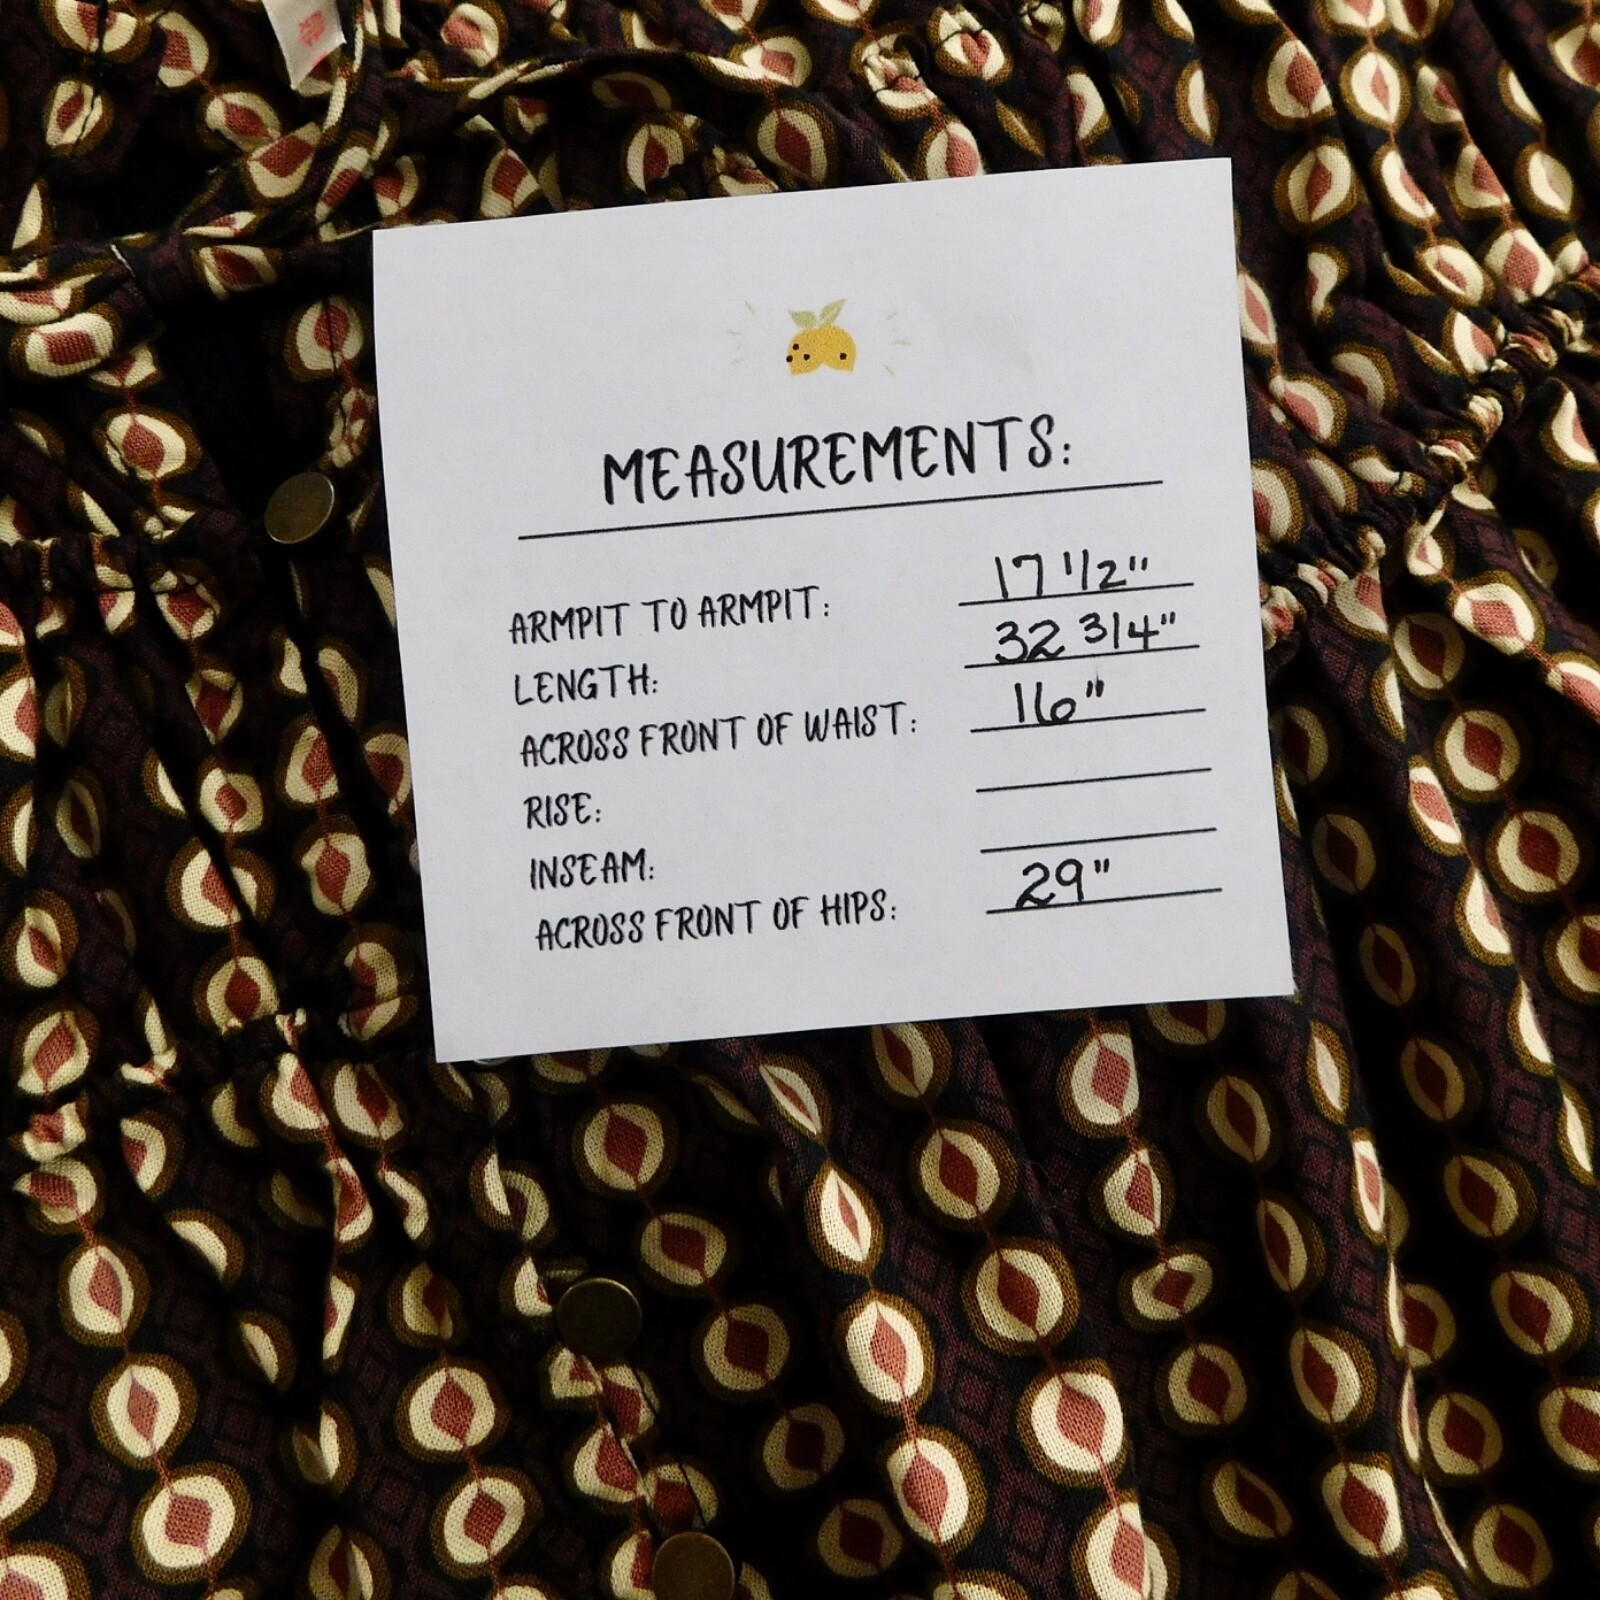 MEASUREMENTS:
ARMPIT TO ARMPIT: 17 1/2"
LENGTH: 32 3/4"
ACROSS FRONT OF WAIST: 16"
RISE:
INSEAM:
ACROSS FRONT OF HIPS: 29"